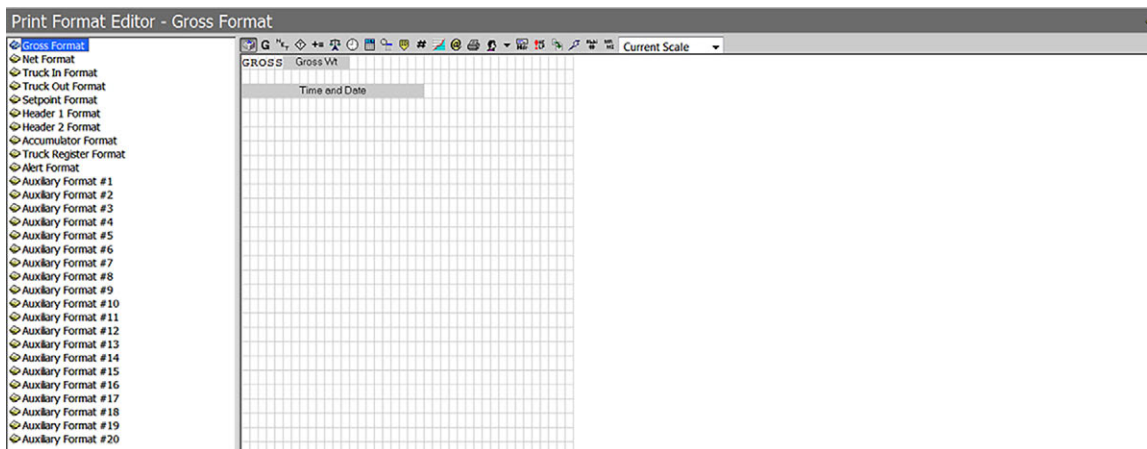 Print Format Editor - Gross Format
Gross Format
Net Format
Truck In Format
Truck Out Format
Setpoint Format
Header 1 Format
Header 2 Format
Accumulator Format
Truck Register Format
Alert Format
Auxiliary Format #1
Auxiliary Format #2
Auxiliary Format #3
Auxiliary Format #4
Auxiliary Format #5
Auxiliary Format #6
Auxiliary Format #7
Auxiliary Format #8
Auxiliary Format #9
Auxiliary Format #10
Auxiliary Format #11
Auxiliary Format #12
Auxiliary Format #13
Auxiliary Format #14
Auxiliary Format #15
Auxiliary Format #16
Auxiliary Format #17
Auxiliary Format #18
Auxiliary Format #19
Auxiliary Format #20
G # @ Current Scale
GROSS Gross Wt
Time and Date